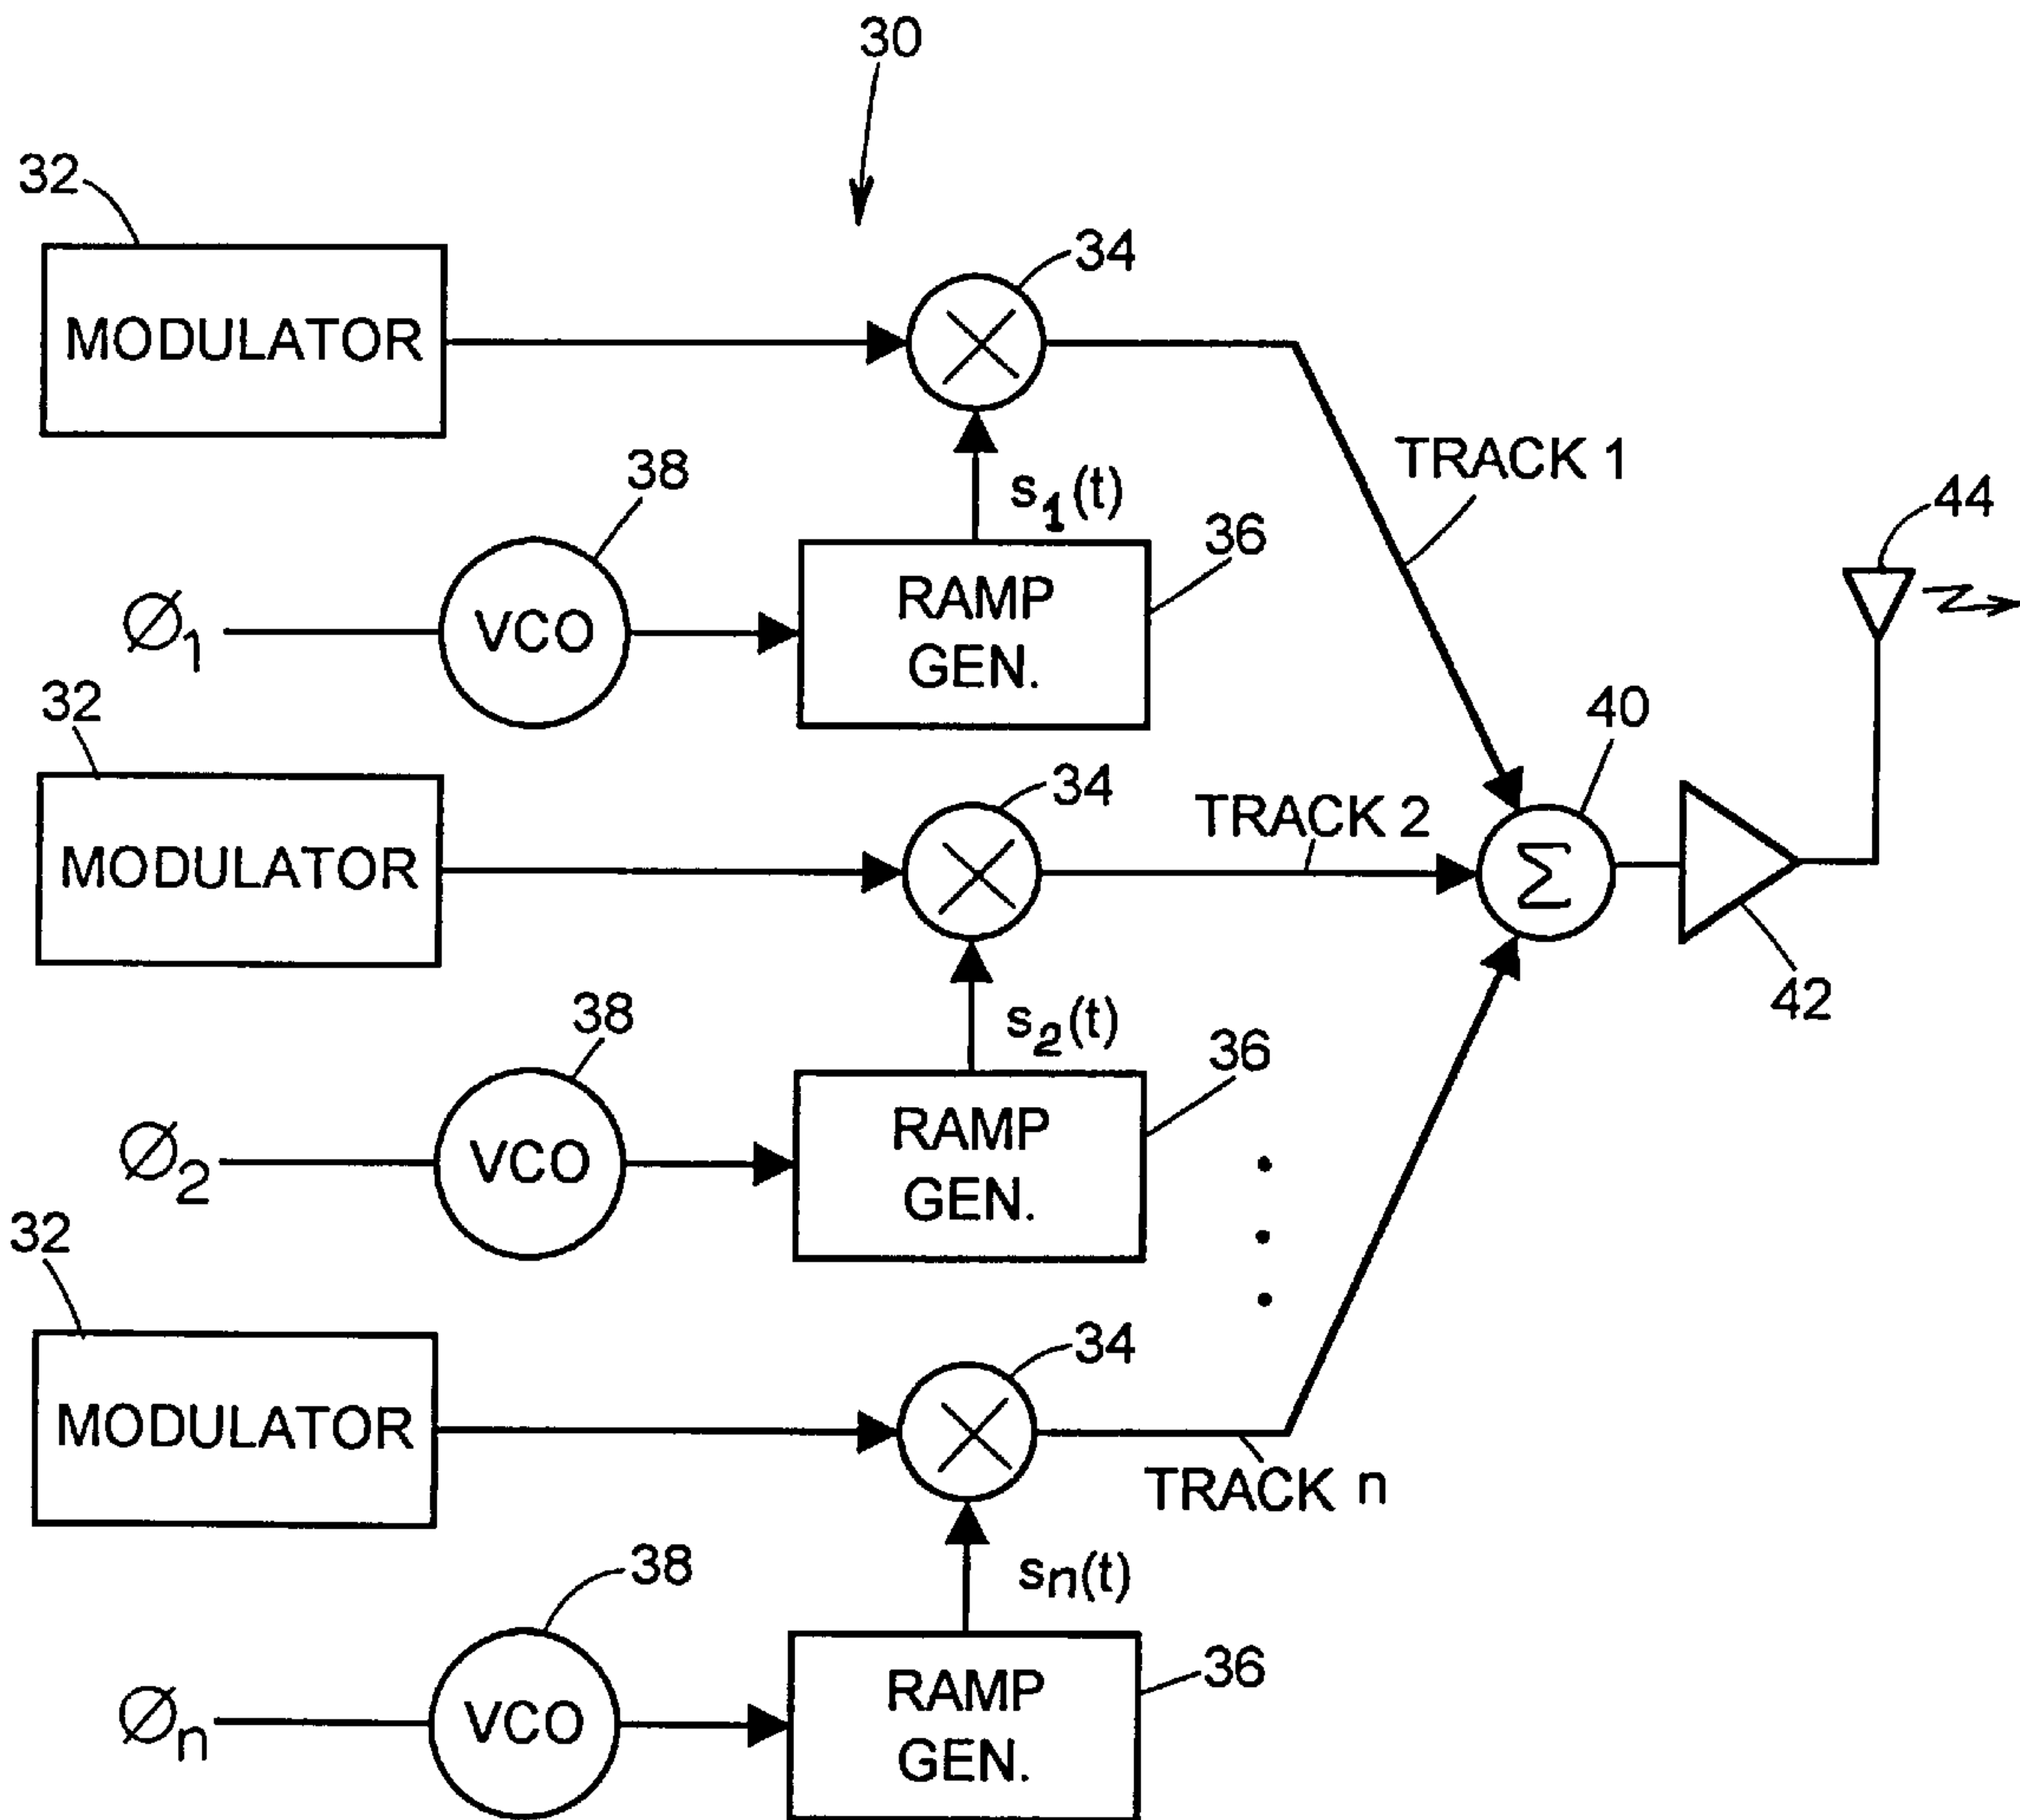 30
32
34
MODULATOR
TRACK 1
38
s1(t)
36
44
Ø1
VCO
RAMP
GEN.
32
40
34
TRACK 2
MODULATOR
Σ
42
38
s2(t)
36
Ø2
VCO
RAMP
GEN.
32
34
MODULATOR
TRACK n
38
sn(t)
36
Øn
VCO
RAMP
GEN.